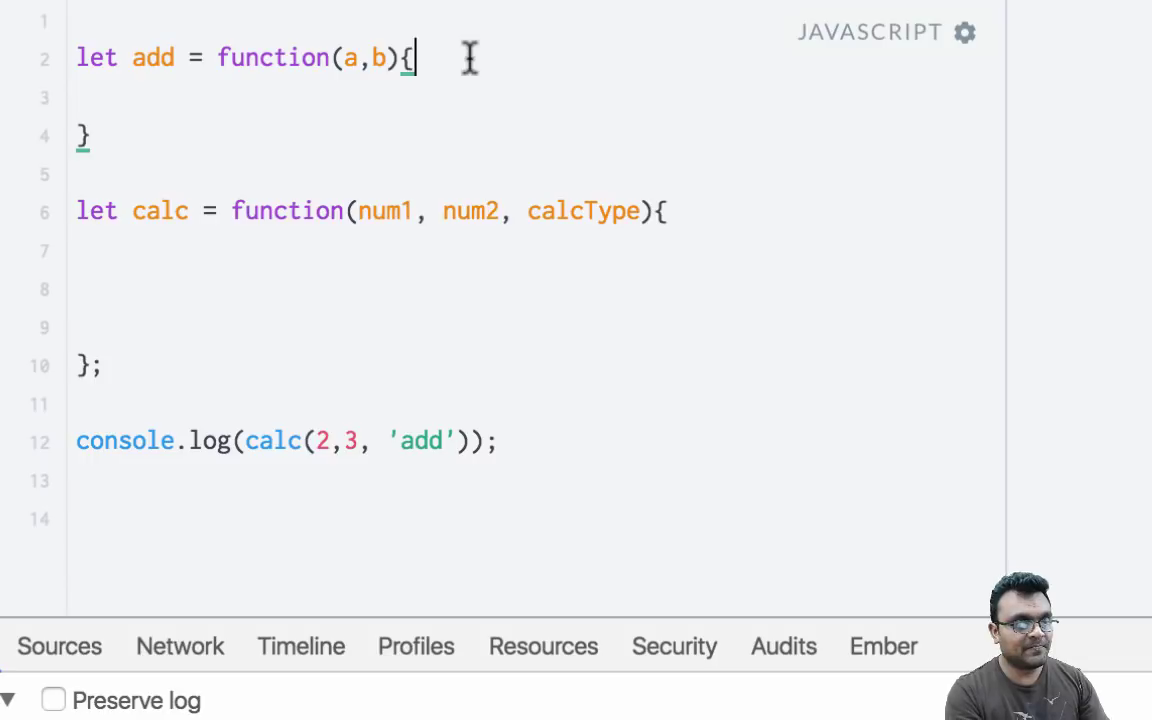 JAVASCRIPT
1
2 let add = function(a,b){
3
4 }
5
6 let calc = function(num1, num2, calcType){
7
8
9
10 };
11
12 console.log(calc(2,3, 'add'));
13
14
Sources Network Timeline Profiles Resources Security Audits Ember
Preserve log